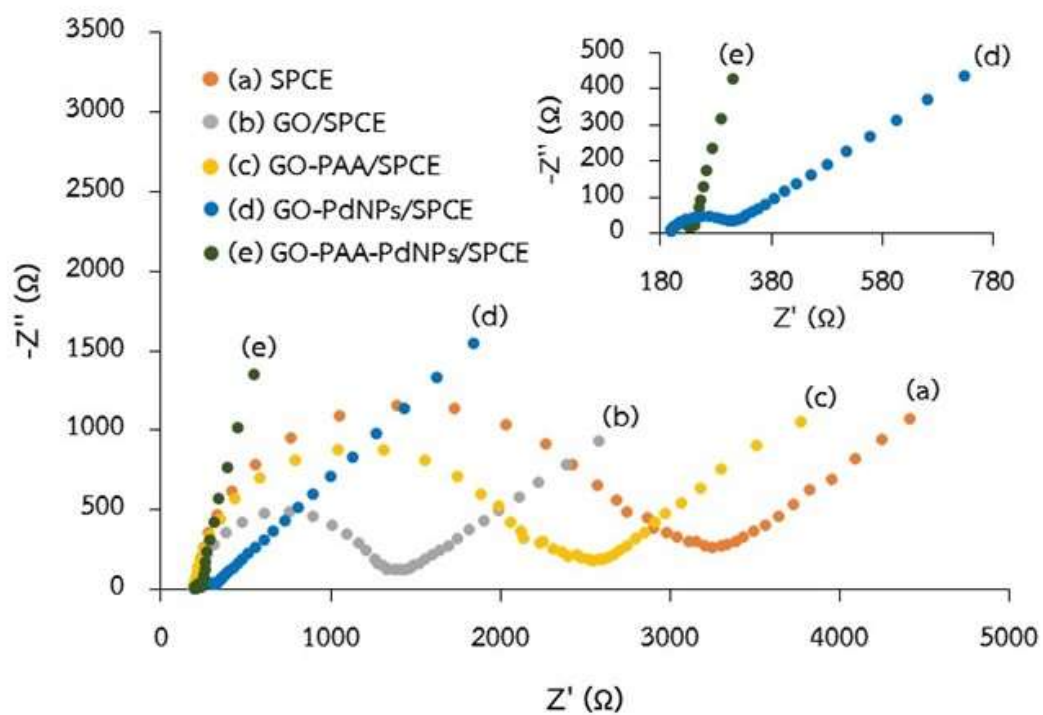 3500
3000
2500
2000
1500
1000
500
0
-Z'' (Ω)
(a) SPCE
(b) GO/SPCE
(c) GO-PAA/SPCE
(d) GO-PdNPs/SPCE
(e) GO-PAA-PdNPs/SPCE
500
400
300
200
100
0
-Z'' (Ω)
(e)
(d)
180
380
580
780
Z' (Ω)
(e)
(d)
(b)
(c)
(a)
0
1000
2000
3000
4000
5000
Z' (Ω)